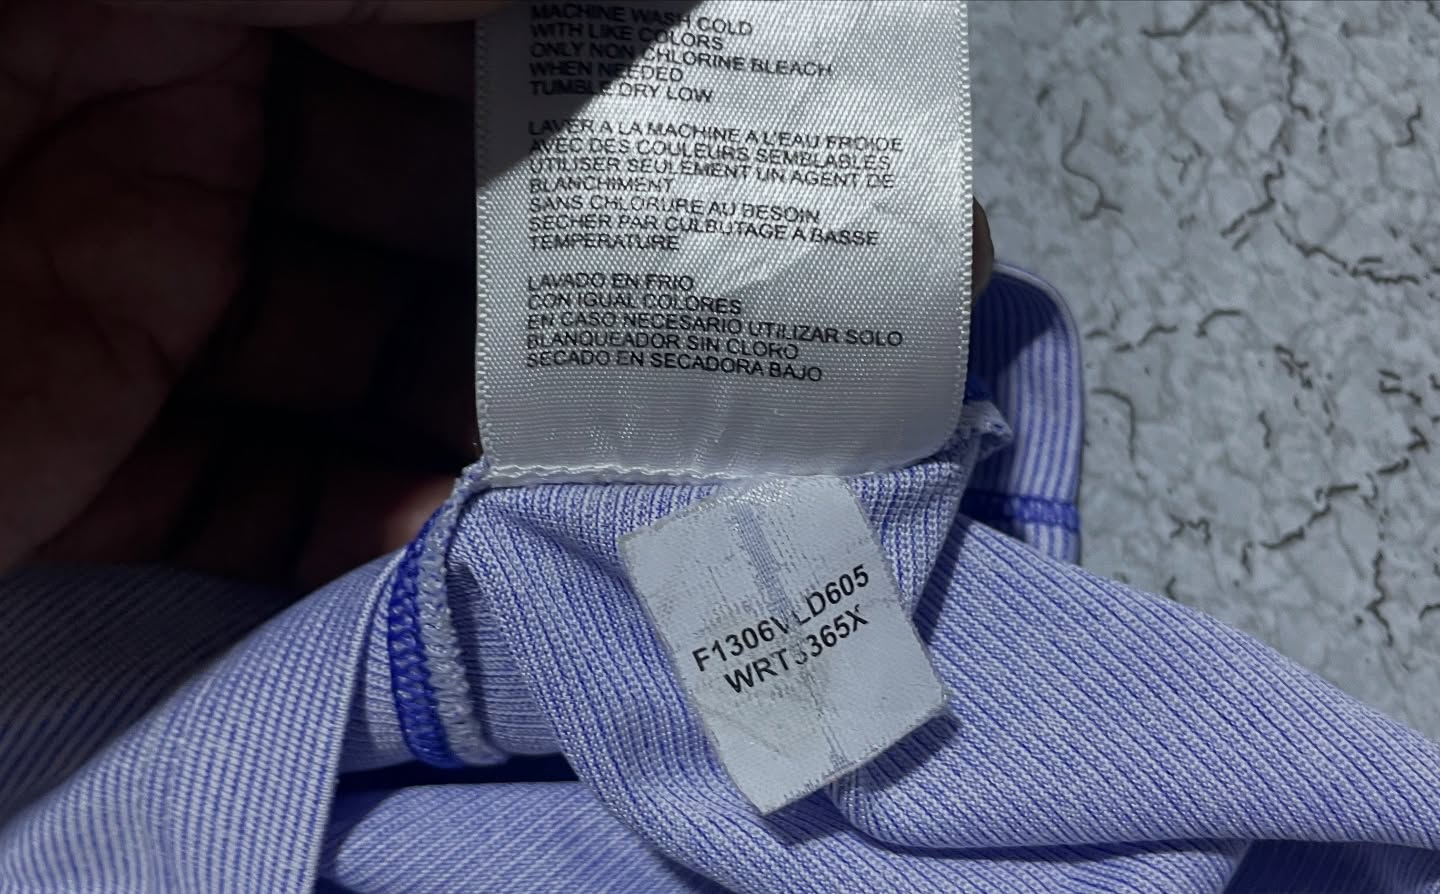 MACHINE WASH COLD
WITH LIKE COLORS
ONLY NON CHLORINE BLEACH
WHEN NEEDED
TUMBLE DRY LOW
LAVER A LA MACHINE A L'EAU FROIDE
AVEC DES COULEURS SEMBLABLES
UTILISER SEULEMENT UN AGENT DE
BLANCHIMENT
SANS CHLORURE AU BESOIN
SECHER PAR CULBUTAGE A BASSE
TEMPERATURE
LAVADO EN FRIO
CON IGUAL COLORES
EN CASO NECESARIO UTILIZAR SOLO
BLANQUEADOR SIN CLORO
SECADO EN SECADORA BAJO
F1306VLD605
WRT3365X